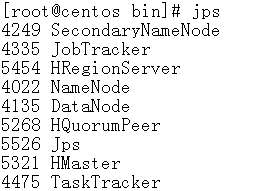 [root@centos bin]# jps
4249 SecondaryNameNode
4335 JobTracker
5454 HRegionServer
4022 NameNode
4135 DataNode
5268 HQuorumPeer
5526 Jps
5321 HMaster
4475 TaskTracker